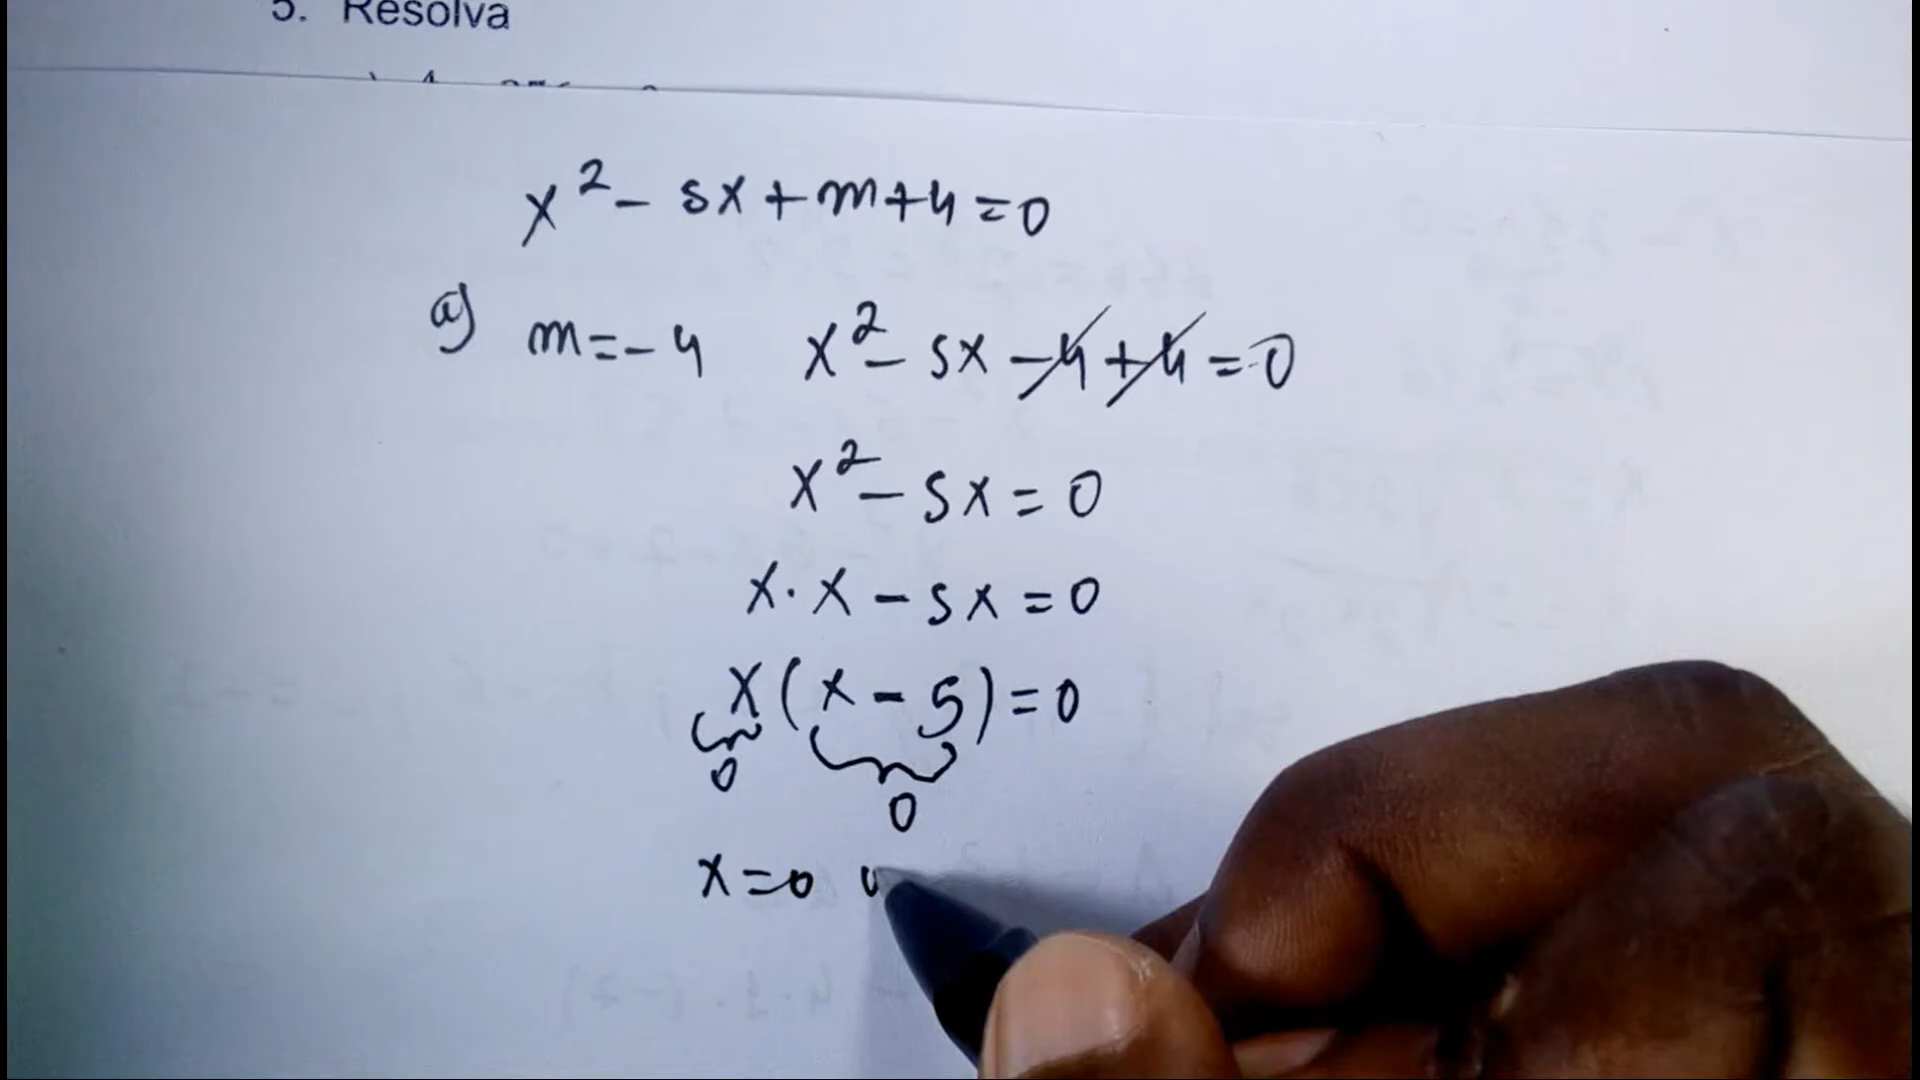 5. Resolva
x² - 5x + m + 4 = 0
a) m = -4 x² - 5x - 4 + 4 = 0
x² - 5x = 0
x · x - 5x = 0
x(x - 5) = 0
0 0
x = 0